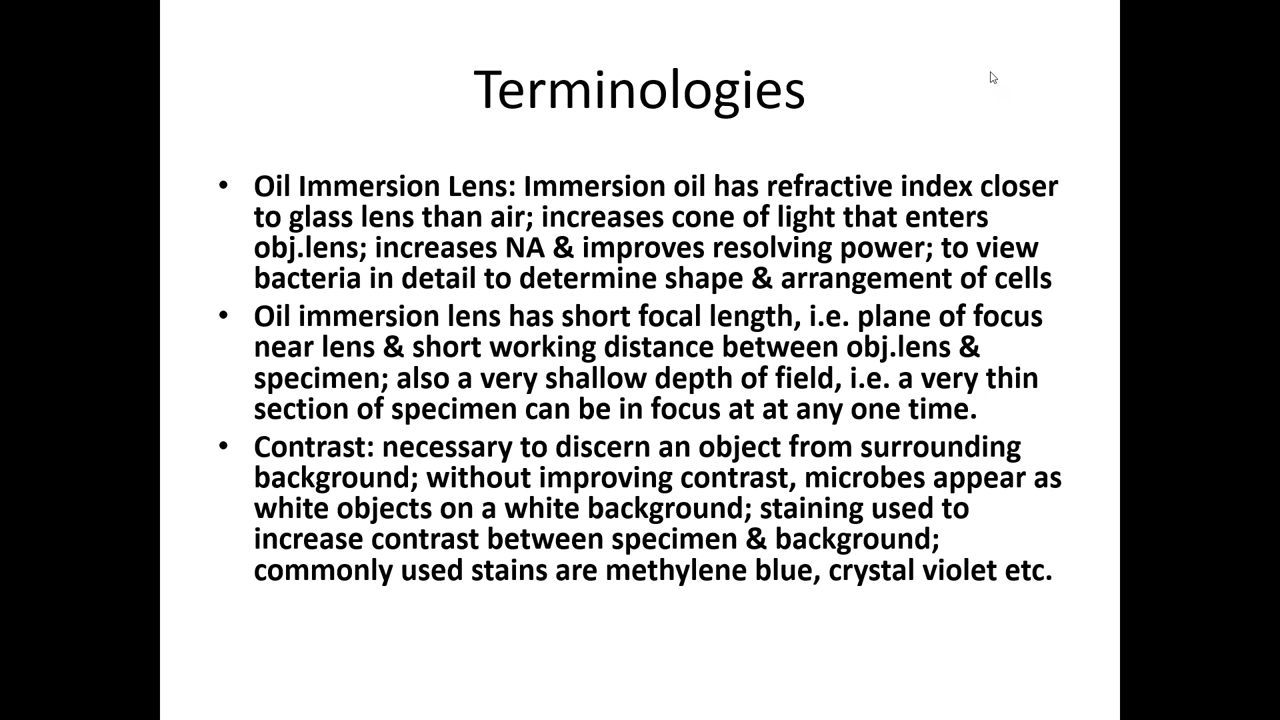 Terminologies
• Oil Immersion Lens: Immersion oil has refractive index closer
to glass lens than air; increases cone of light that enters
obj.lens; increases NA & improves resolving power; to view
bacteria in detail to determine shape & arrangement of cells
• Oil immersion lens has short focal length, i.e. plane of focus
near lens & short working distance between obj.lens &
specimen; also a very shallow depth of field, i.e. a very thin
section of specimen can be in focus at at any one time.
• Contrast: necessary to discern an object from surrounding
background; without improving contrast, microbes appear as
white objects on a white background; staining used to
increase contrast between specimen & background;
commonly used stains are methylene blue, crystal violet etc.